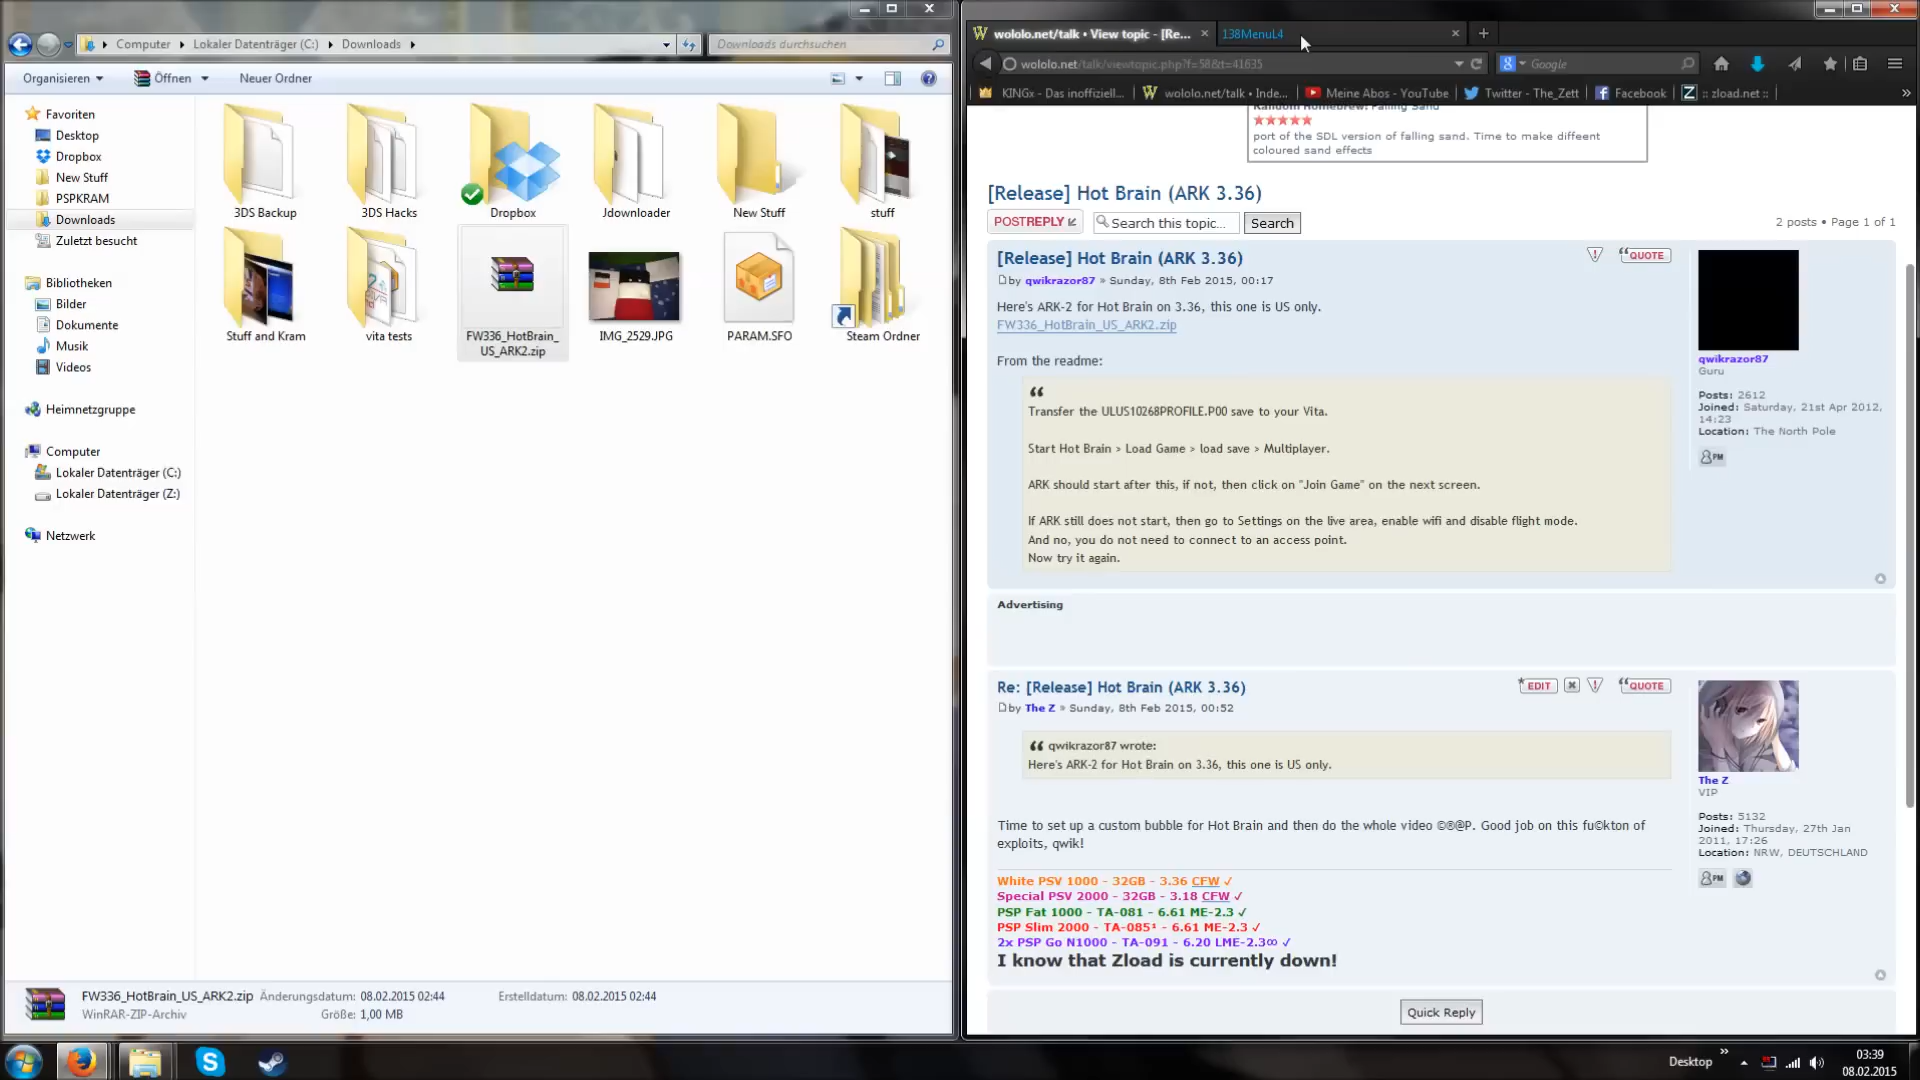 Computer Lokaler Datenträger (C:) Downloads
Downloads durchsuchen
Organisieren
Öffnen
Neuer Ordner
Favoriten
Desktop
Dropbox
New Stuff
PSPKRAM
Downloads
Zuletzt besucht
Bibliotheken
Bilder
Dokumente
Musik
Videos
Heimnetzgruppe
Computer
Lokaler Datenträger (C:)
Lokaler Datenträger (Z:)
Netzwerk
3DS Backup
3DS Hacks
Dropbox
Jdownloader
New Stuff
stuff
Stuff and Kram
vita tests
FW336_HotBrain_
US_ARK2.zip
IMG_2529.JPG
PARAM.SFO
Steam Ordner
FW336_HotBrain_US_ARK2.zip Änderungsdatum: 08.02.2015 02:44 Erstelldatum: 08.02.2015 02:44
WinRAR-ZIP-Archiv Größe: 1,00 MB
wololo.net/talk • View topic - [Re...
138MenuL4
wololo.net/talk/viewtopic.php?f=58&t=41635
Google
KINGx - Das inoffiziell...
wololo.net/talk • Inde...
Meine Abos - YouTube
Twitter - The_Zett
Facebook
:: zload.net ::
Random Homebrew: Falling Sand
port of the SDL version of falling sand. Time to make diffeent
coloured sand effects
[Release] Hot Brain (ARK 3.36)
POSTREPLY
Search this topic...
Search
2 posts • Page 1 of 1
[Release] Hot Brain (ARK 3.36)
QUOTE
by qwikrazor87 » Sunday, 8th Feb 2015, 00:17
Here's ARK-2 for Hot Brain on 3.36, this one is US only.
FW336_HotBrain_US_ARK2.zip
From the readme:
Transfer the ULUS10268PROFILE.P00 save to your Vita.
Start Hot Brain > Load Game > load save > Multiplayer.
ARK should start after this, if not, then click on "Join Game" on the next screen.
If ARK still does not start, then go to Settings on the live area, enable wifi and disable flight mode.
And no, you do not need to connect to an access point.
Now try it again.
qwikrazor87
Guru
Posts: 2612
Joined: Saturday, 21st Apr 2012,
14:23
Location: The North Pole
PM
Advertising
Re: [Release] Hot Brain (ARK 3.36)
EDIT
QUOTE
by The Z » Sunday, 8th Feb 2015, 00:52
qwikrazor87 wrote:
Here's ARK-2 for Hot Brain on 3.36, this one is US only.
Time to set up a custom bubble for Hot Brain and then do the whole video ©®@P. Good job on this fu©kton of
exploits, qwik!
White PSV 1000 - 32GB - 3.36 CFW ✓
Special PSV 2000 - 32GB - 3.18 CFW ✓
PSP Fat 1000 - TA-081 - 6.61 ME-2.3 ✓
PSP Slim 2000 - TA-085¹ - 6.61 ME-2.3 ✓
2x PSP Go N1000 - TA-091 - 6.20 LME-2.3∞ ✓
I know that Zload is currently down!
The Z
VIP
Posts: 5132
Joined: Thursday, 27th Jan
2011, 17:26
Location: NRW, DEUTSCHLAND
PM
Quick Reply
Desktop
03:39
08.02.2015